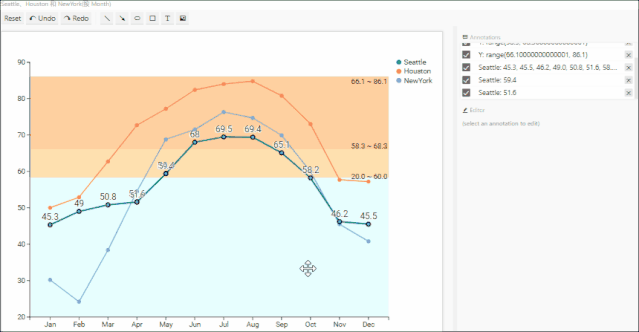 Seattle, Houston 和 NewYork(按 Month)
Reset Undo Redo T
Annotations
Y: range(66.10000000000001, 86.1)
Seattle: 45.3, 45.5, 46.2, 49.0, 50.8, 51.6, 58....
Seattle: 59.4
Seattle: 51.6
Editor
(select an annotation to edit)
Seattle
Houston
NewYork
90
80
70
60
50
40
30
20
66.1 ~ 86.1
58.3 ~ 68.3
20.0 ~ 60.0
45.3 49 50.8 51.6 59.4 68 69.5 69.4 65.1 58.2 46.2 45.5
Jan Feb Mar Apr May Jun Jul Aug Sep Oct Nov Dec